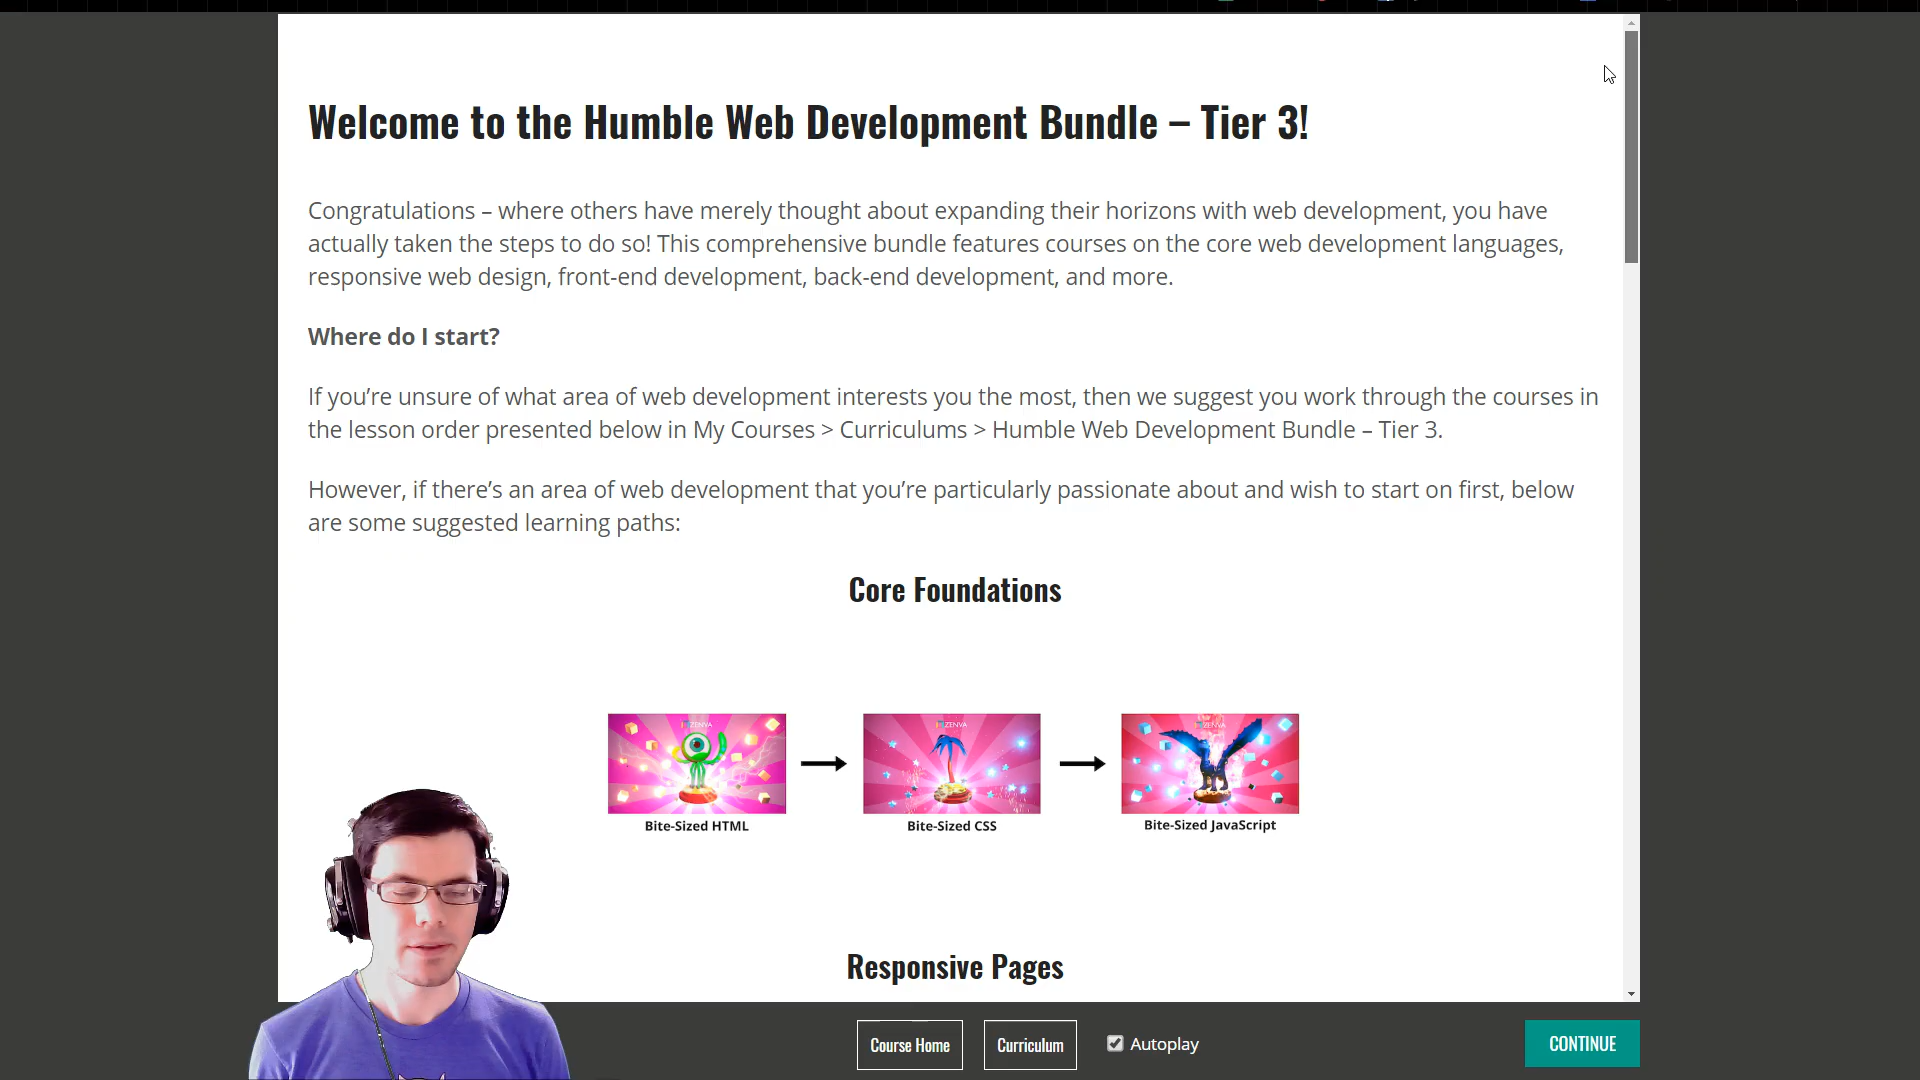 Welcome to the Humble Web Development Bundle – Tier 3!
Congratulations – where others have merely thought about expanding their horizons with web development, you have
actually taken the steps to do so! This comprehensive bundle features courses on the core web development languages,
responsive web design, front-end development, back-end development, and more.
Where do I start?
If you’re unsure of what area of web development interests you the most, then we suggest you work through the courses in
the lesson order presented below in My Courses > Curriculums > Humble Web Development Bundle – Tier 3.
However, if there’s an area of web development that you’re particularly passionate about and wish to start on first, below
are some suggested learning paths:
Core Foundations
ZENVA
ZENVA
ZENVA
Bite-Sized HTML
Bite-Sized CSS
Bite-Sized JavaScript
Responsive Pages
Course Home
Curriculum
Autoplay
CONTINUE